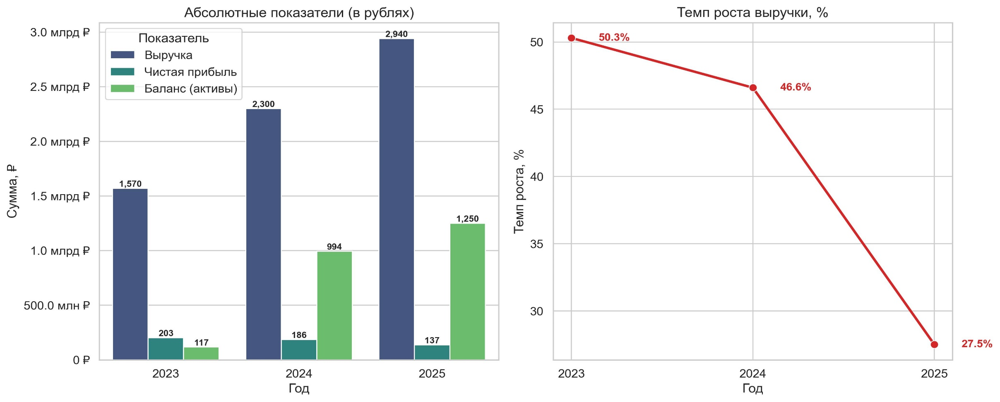 Абсолютные показатели (в рублях)
Сумма, ₽
3.0 млрд ₽
2.5 млрд ₽
2.0 млрд ₽
1.5 млрд ₽
1.0 млрд ₽
500.0 млн ₽
0 ₽
Показатель
Выручка
Чистая прибыль
Баланс (активы)
1,570
203
117
2,300
186
994
2,940
137
1,250
2023
2024
2025
Год
Темп роста выручки, %
Темп роста, %
50
45
40
35
30
50.3%
46.6%
27.5%
2023
2024
2025
Год